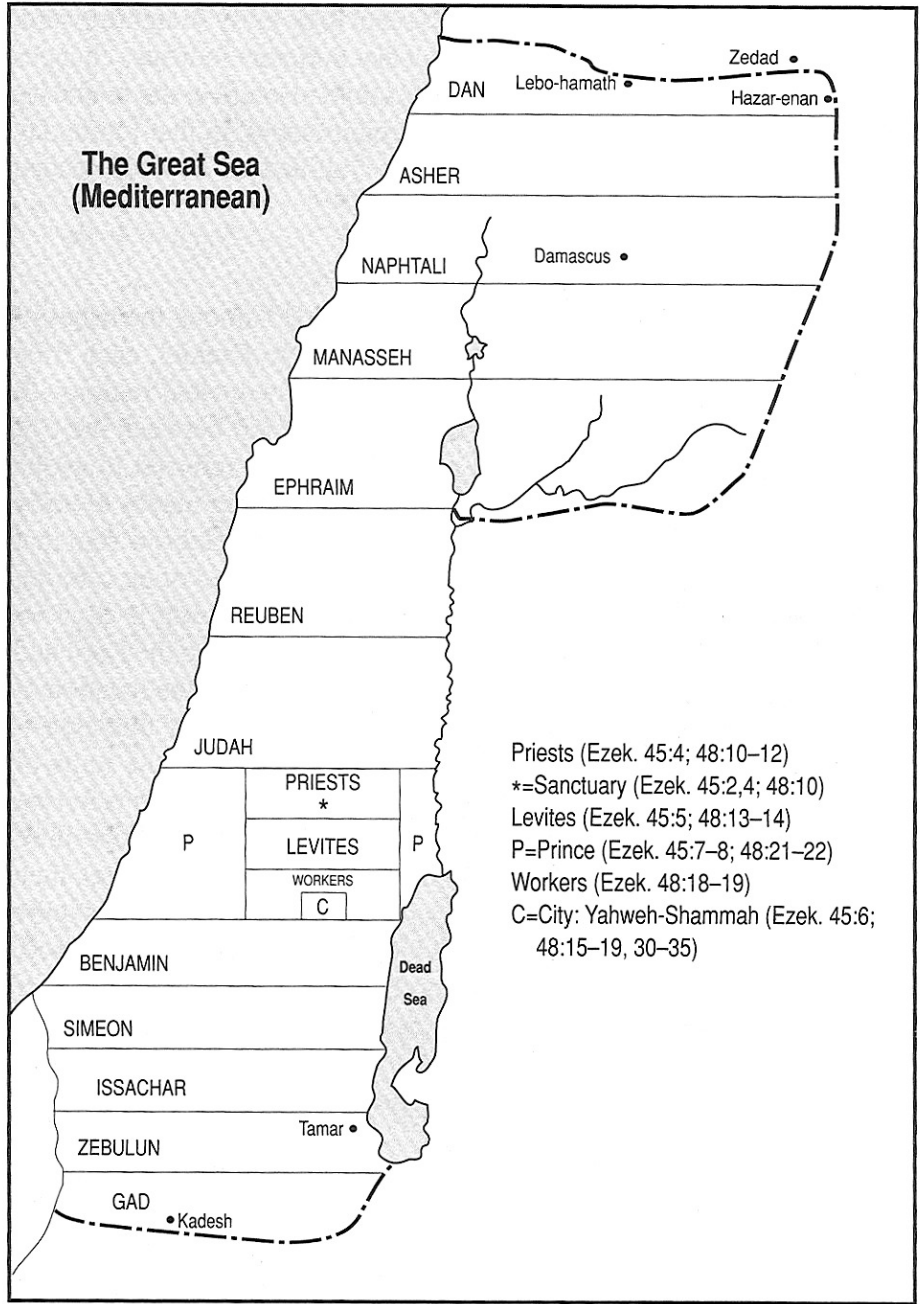 Zedad
DAN
Lebo-hamath
Hazar-enan
The Great Sea
(Mediterranean)
ASHER
NAPHTALI
Damascus
MANASSEH
EPHRAIM
REUBEN
JUDAH
PRIESTS
*
P
LEVITES
P
WORKERS
C
Priests (Ezek. 45:4; 48:10–12)
*=Sanctuary (Ezek. 45:2,4; 48:10)
Levites (Ezek. 45:5; 48:13–14)
P=Prince (Ezek. 45:7–8; 48:21–22)
Workers (Ezek. 48:18–19)
C=City: Yahweh-Shammah (Ezek. 45:6;
48:15–19, 30–35)
BENJAMIN
Dead
Sea
SIMEON
ISSACHAR
Tamar
ZEBULUN
GAD
Kadesh